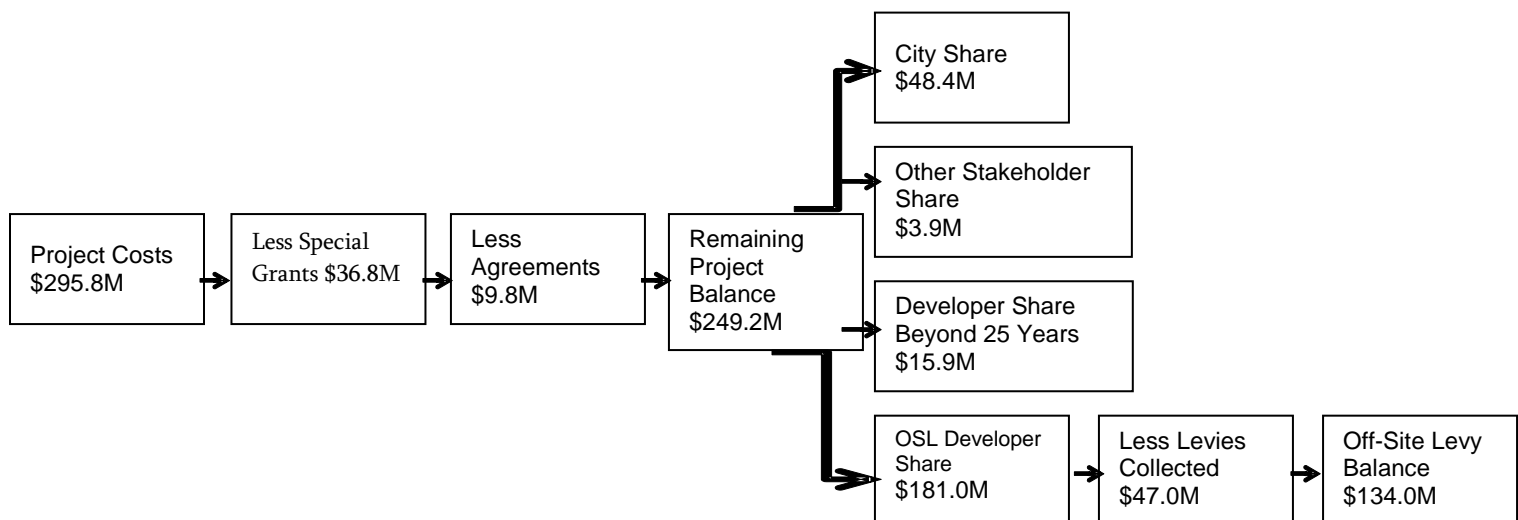 City Share
$48.4M
Other Stakeholder
Share
$3.9M
Project Costs
$295.8M
Less Special
Grants $36.8M
Less
Agreements
$9.8M
Remaining
Project
Balance
$249.2M
Developer Share
Beyond 25 Years
$15.9M
OSL Developer
Share
$181.0M
Less Levies
Collected
$47.0M
Off-Site Levy
Balance
$134.0M